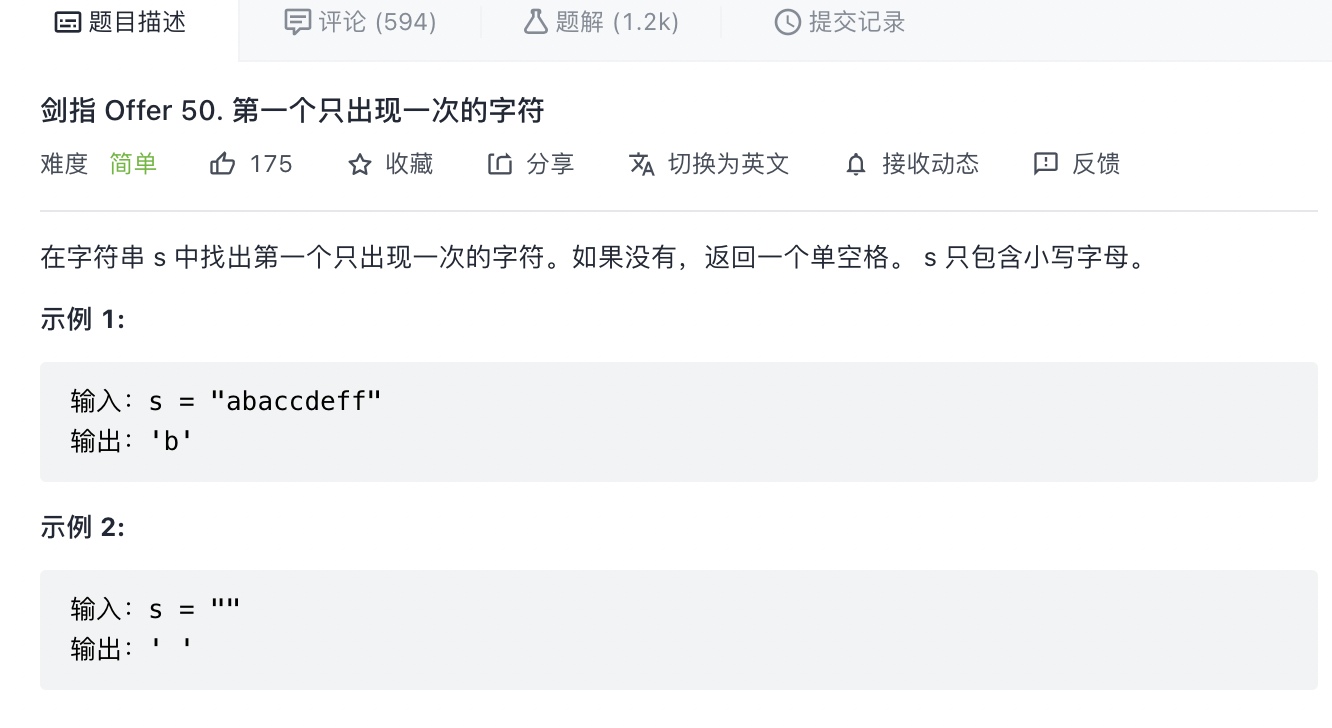 题目描述 评论 (594) 题解 (1.2k) 提交记录
剑指 Offer 50. 第一个只出现一次的字符
难度 简单 175 收藏 分享 切换为英文 接收动态 反馈
在字符串 s 中找出第一个只出现一次的字符。如果没有，返回一个单空格。 s 只包含小写字母。
示例 1:
输入：s = "abaccdeff"
输出：'b'
示例 2:
输入：s = ""
输出：' '